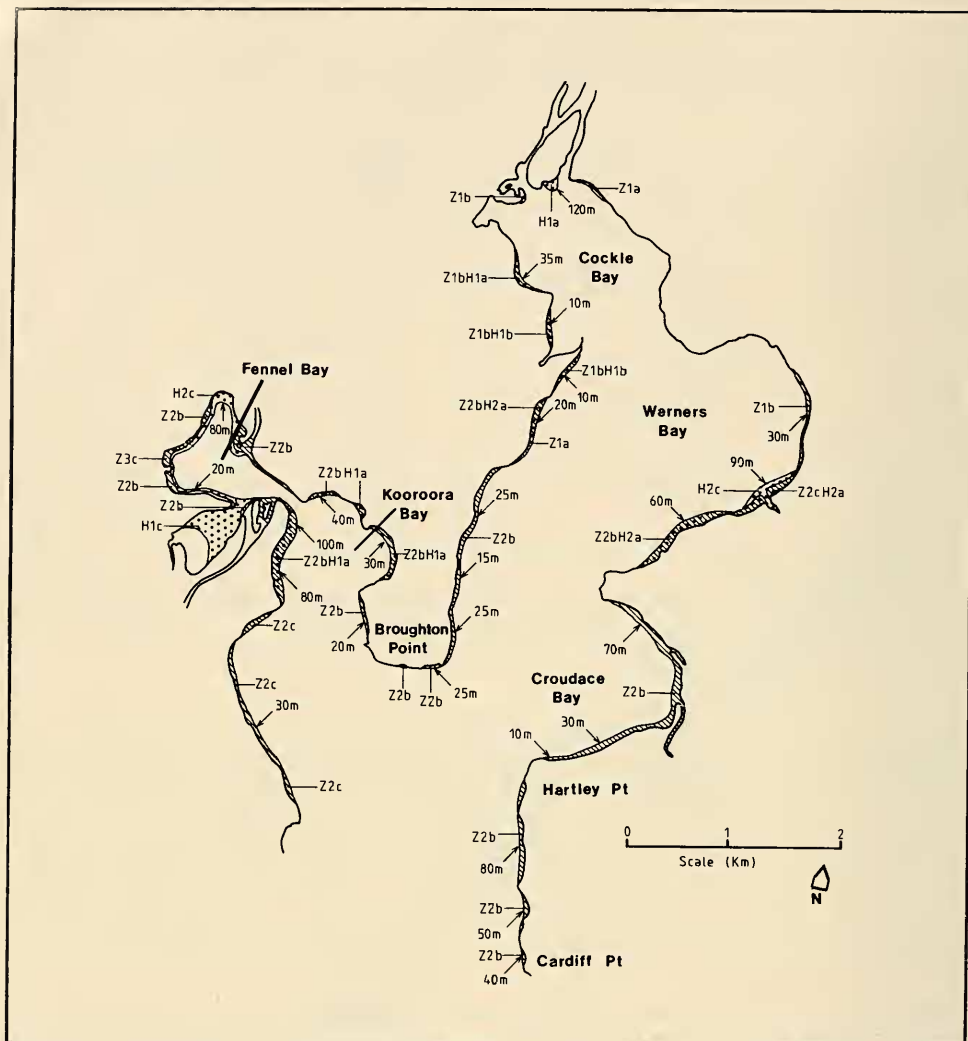 Z1b
H1a
120m
Z1a
Cockle
Bay
Z1bH1a
35m
10m
Z1bH1b
Z1bH1b
10m
20m
Z2bH2a
Z1a
Fennel Bay
H2c
Z2b
80m
Z2b
Z3c
20m
Z2b
Z2b
H1c
100m
Z2bH1a
80m
Z2c
Z2c
30m
Z2c
Z2bH1a
40m
Kooroora
Bay
30m
Z2bH1a
Z2b
20m
Broughton
Point
Z2b
Z2b
25m
25m
Z2b
15m
25m
Warners
Bay
Z1b
30m
90m
H2c
Z2cH2a
60m
Z2bH2a
70m
Croudace
Bay
Z2b
30m
10m
Hartley Pt
Z2b
80m
Z2b
50m
Z2b
Cardiff Pt
40m
0 1 2
Scale (Km)
N